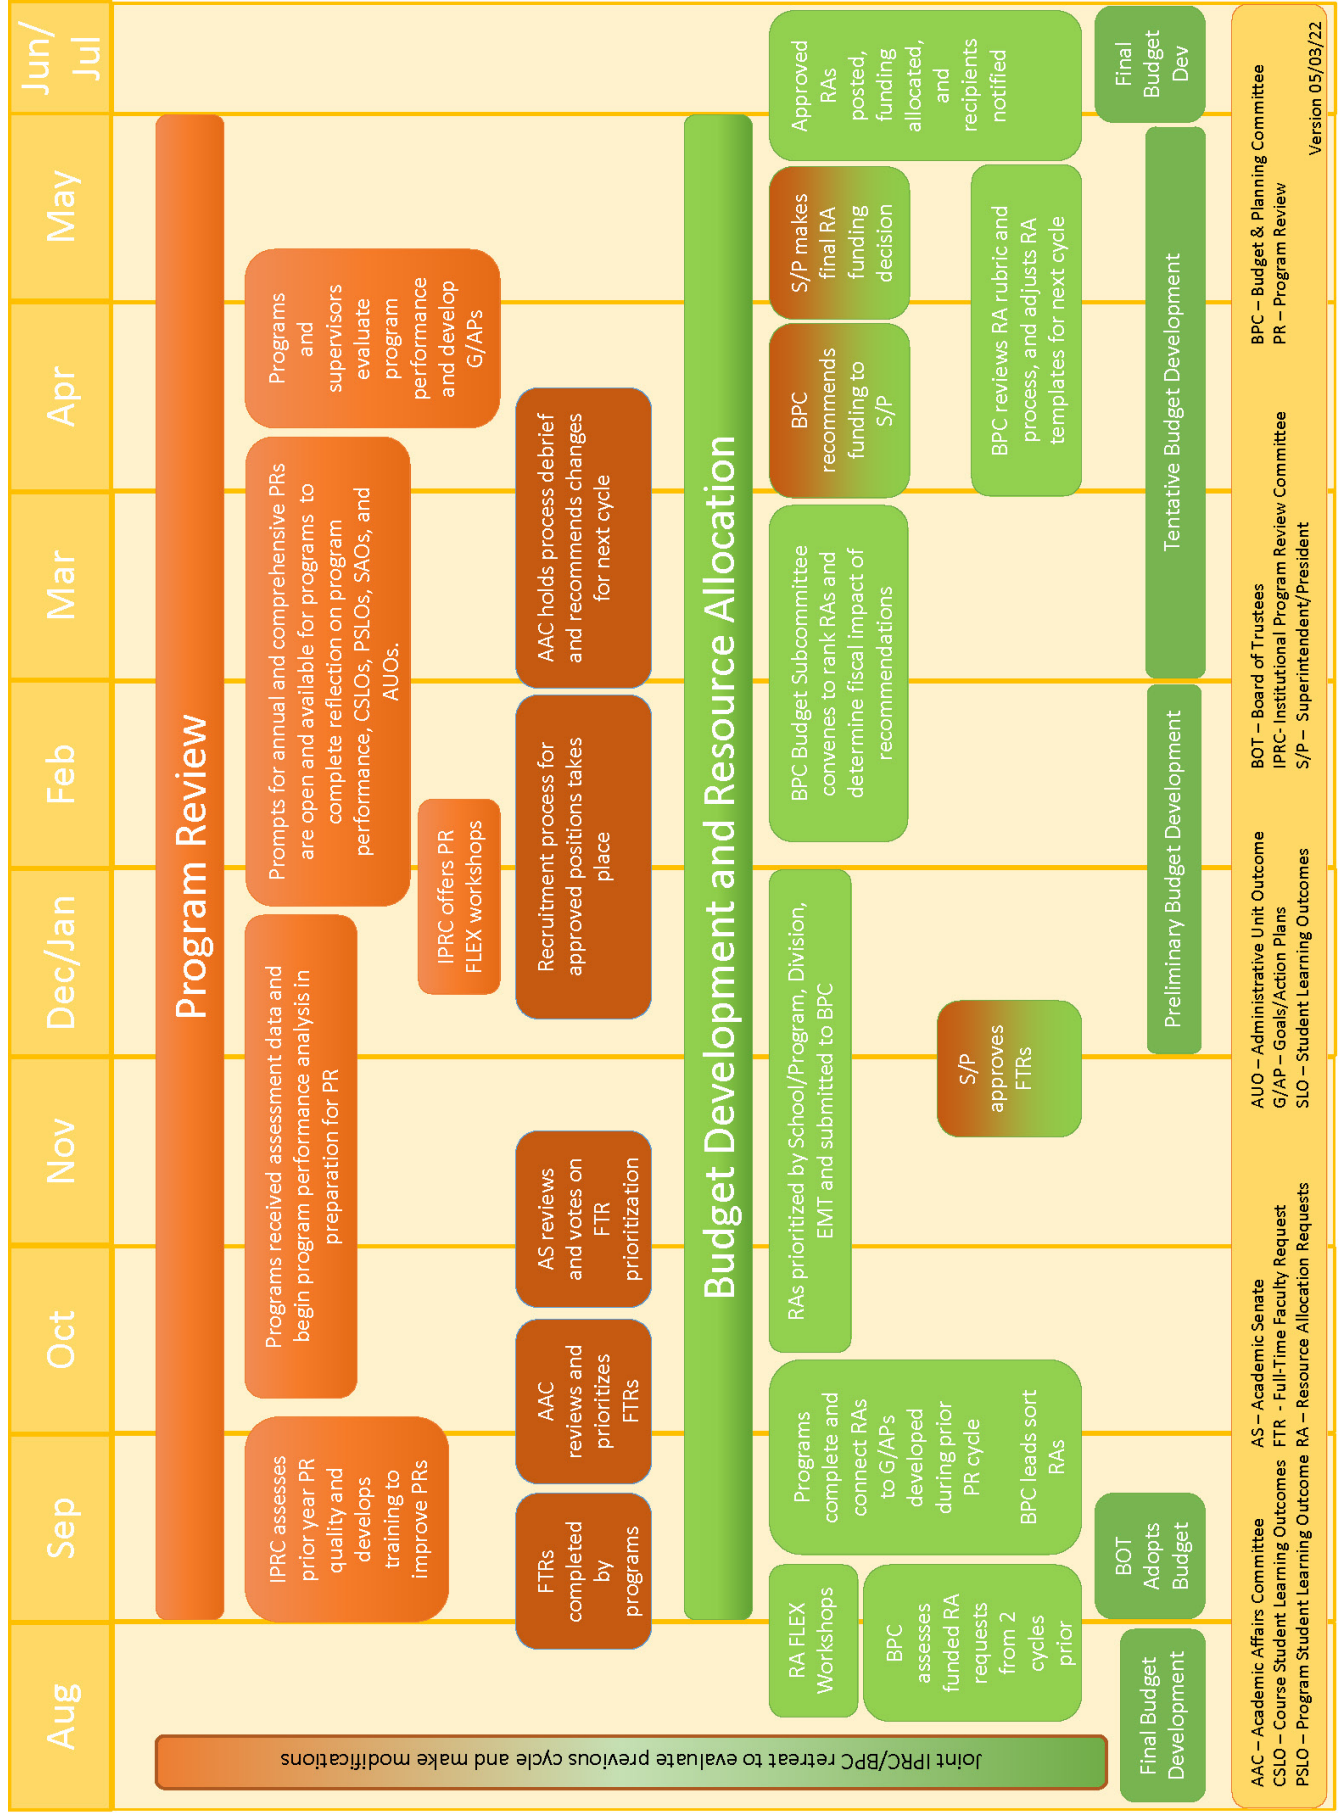 Aug
Sep
Oct
Nov
Dec/Jan
Feb
Mar
Apr
May
Jun/
Jul
Joint IPRC/BPC retreat to evaluate previous cycle and make modifications
Program Review
IPRC assesses
prior year PR
quality and
develops
training to
improve PRs
Programs received assessment data and
begin program performance analysis in
preparation for PR
Prompts for annual and comprehensive PRs
are open and available for programs to
complete reflection on program
performance, CSLOs, PSLOs, SAOs, and
AUOs.
Programs
and
supervisors
evaluate
program
performance
and develop
G/APs
IPRC offers PR
FLEX workshops
FTRs
completed
by
programs
AAC
reviews and
prioritizes
FTRs
AS reviews
and votes on
FTR
prioritization
Recruitment process for
approved positions takes
place
AAC holds process debrief
and recommends changes
for next cycle
Budget Development and Resource Allocation
RA FLEX
Workshops
BPC
assesses
funded RA
requests
from 2
cycles
prior
Programs
complete and
connect RAs
to G/APs
developed
during prior
PR cycle
BPC leads sort
RAs
RAs prioritized by School/Program, Division,
EMT and submitted to BPC
S/P
approves
FTRs
BPC Budget Subcommittee
convenes to rank RAs and
determine fiscal impact of
recommendations
BPC
recommends
funding to
S/P
S/P makes
final RA
funding
decision
BPC reviews RA rubric and
process, and adjusts RA
templates for next cycle
Approved
RAs
posted,
funding
allocated,
and
recipients
notified
Final Budget
Development
BOT
Adopts
Budget
Preliminary Budget Development
Tentative Budget Development
Final
Budget
Dev
AAC – Academic Affairs Committee
CSLO – Course Student Learning Outcomes
PSLO – Program Student Learning Outcome
AS – Academic Senate
FTR - Full-Time Faculty Request
RA – Resource Allocation Requests
AUO – Administrative Unit Outcome
G/AP – Goals/Action Plans
SLO – Student Learning Outcomes
BOT – Board of Trustees
IPRC- Institutional Program Review Committee
S/P – Superintendent/President
BPC – Budget & Planning Committee
PR – Program Review
Version 05/03/22